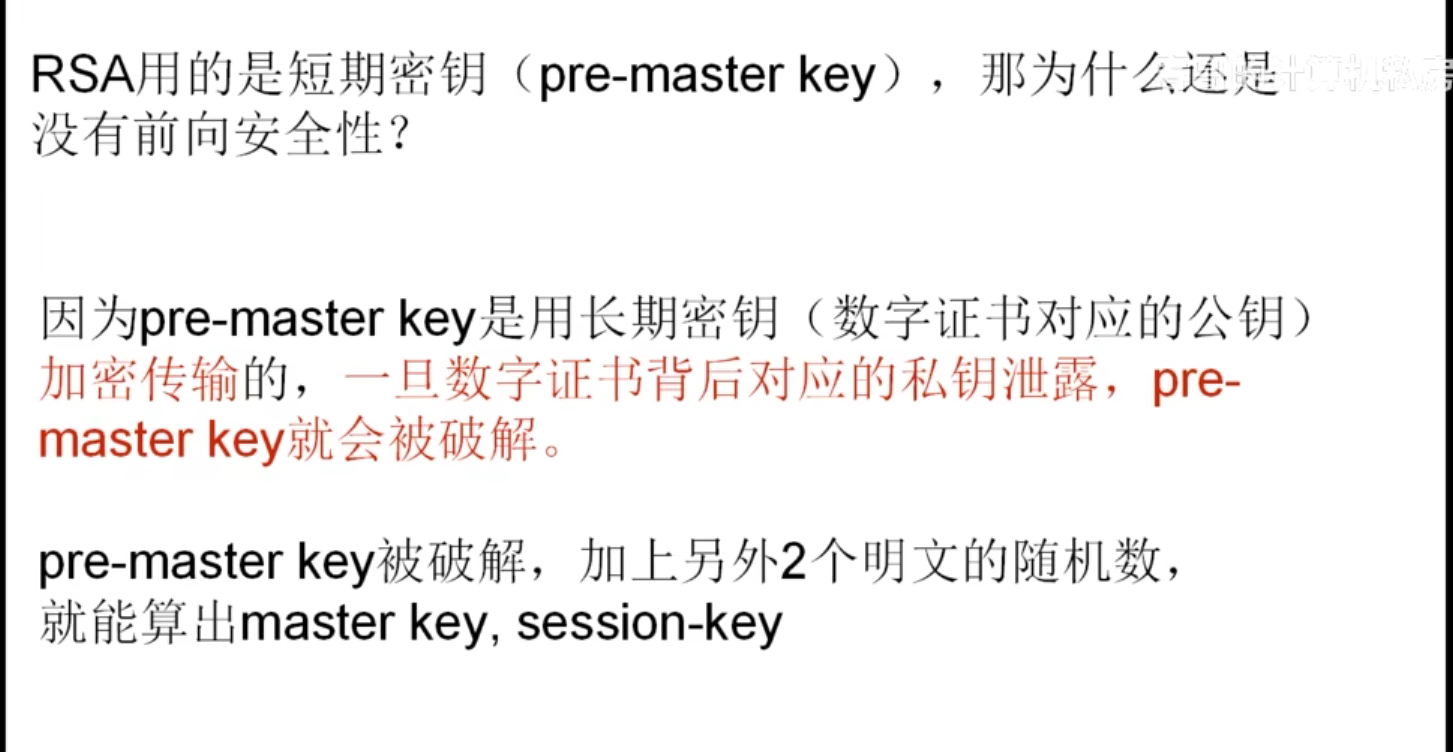 RSA用的是短期密钥（pre-master key），那为什么还是
没有前向安全性？
因为pre-master key是用长期密钥（数字证书对应的公钥）
加密传输的，一旦数字证书背后对应的私钥泄露，pre-
master key就会被破解。
pre-master key被破解，加上另外2个明文的随机数，
就能算出master key, session-key